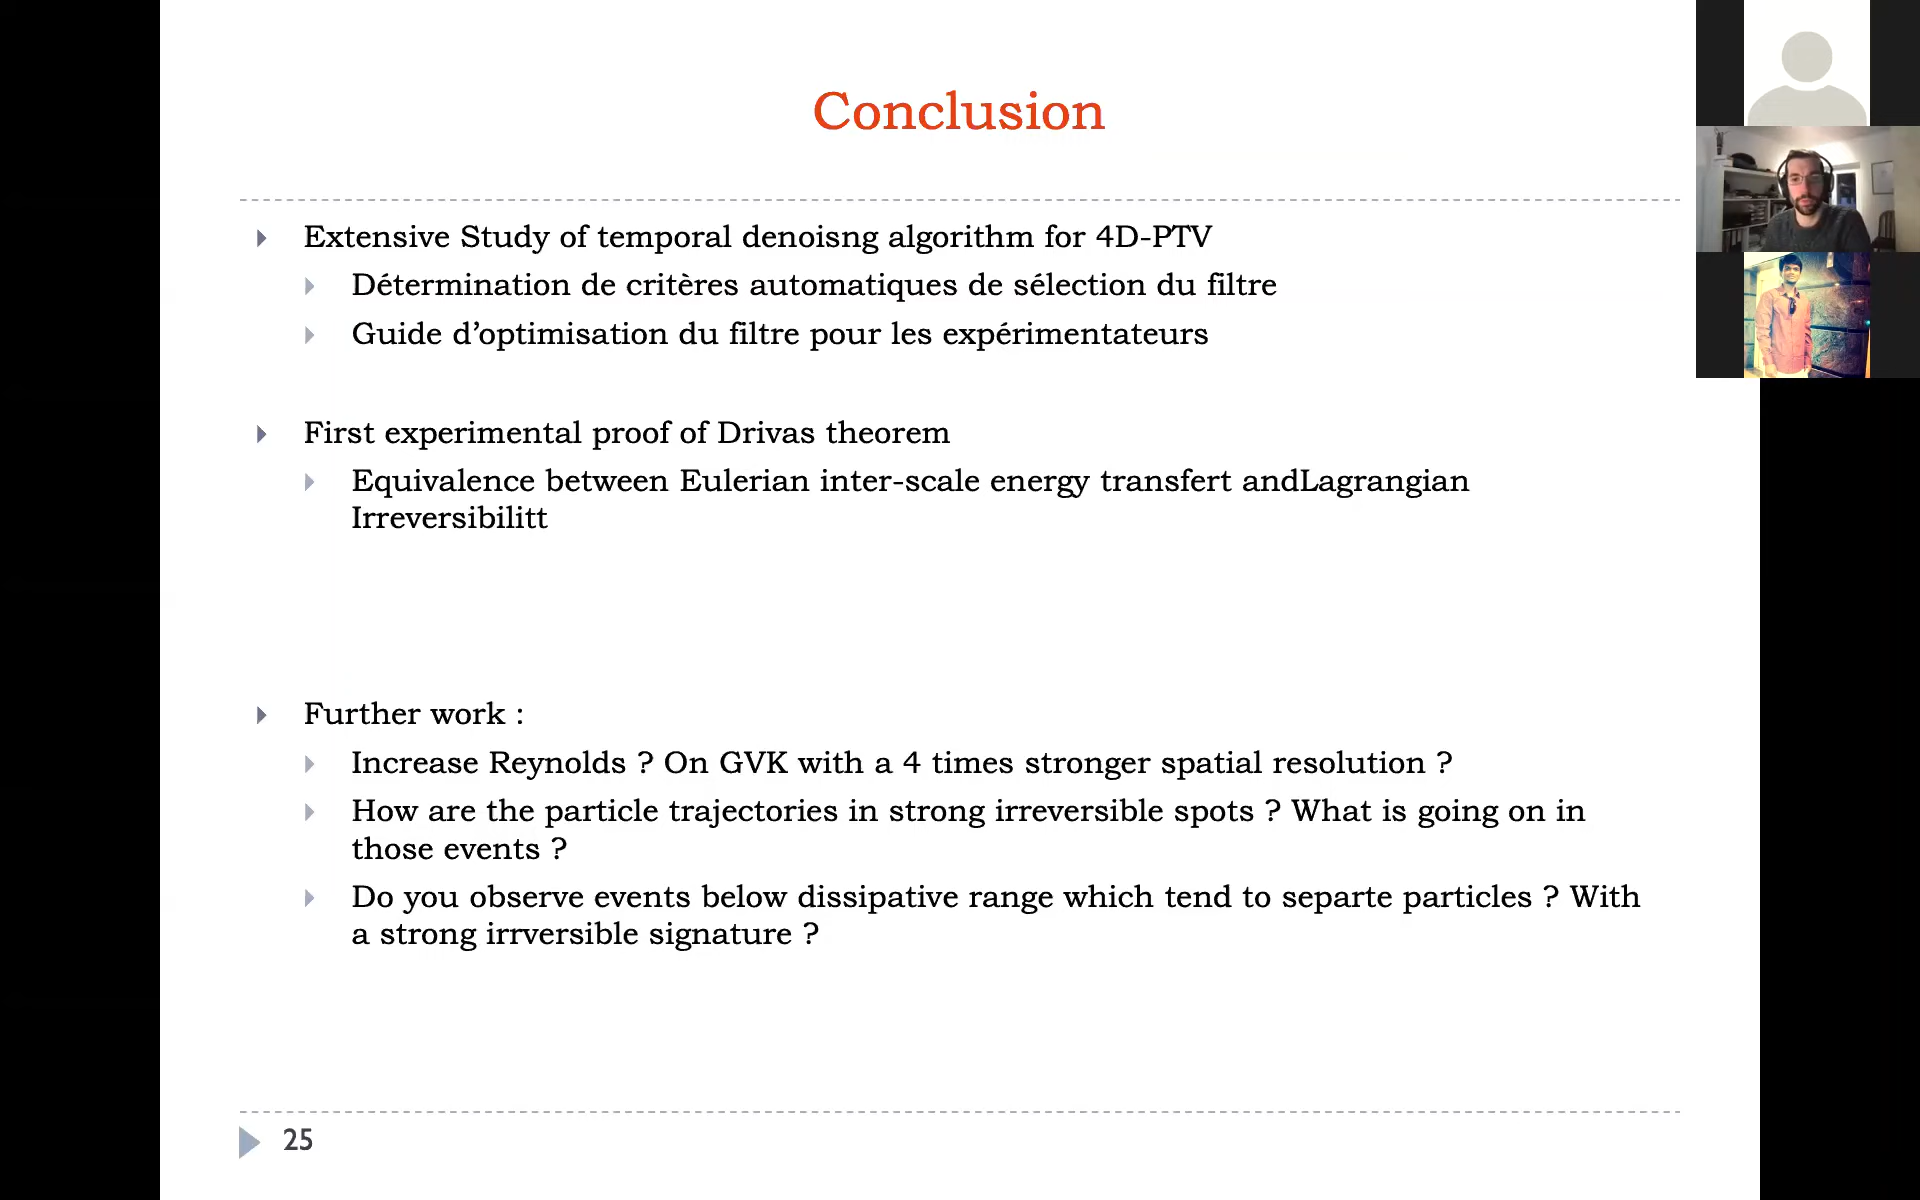 Conclusion
Extensive Study of temporal denoisng algorithm for 4D-PTV
Détermination de critères automatiques de sélection du filtre
Guide d’optimisation du filtre pour les expérimentateurs
First experimental proof of Drivas theorem
Equivalence between Eulerian inter-scale energy transfert andLagrangian
Irreversibilitt
Further work :
Increase Reynolds ? On GVK with a 4 times stronger spatial resolution ?
How are the particle trajectories in strong irreversible spots ? What is going on in
those events ?
Do you observe events below dissipative range which tend to separte particles ? With
a strong irrversible signature ?
25